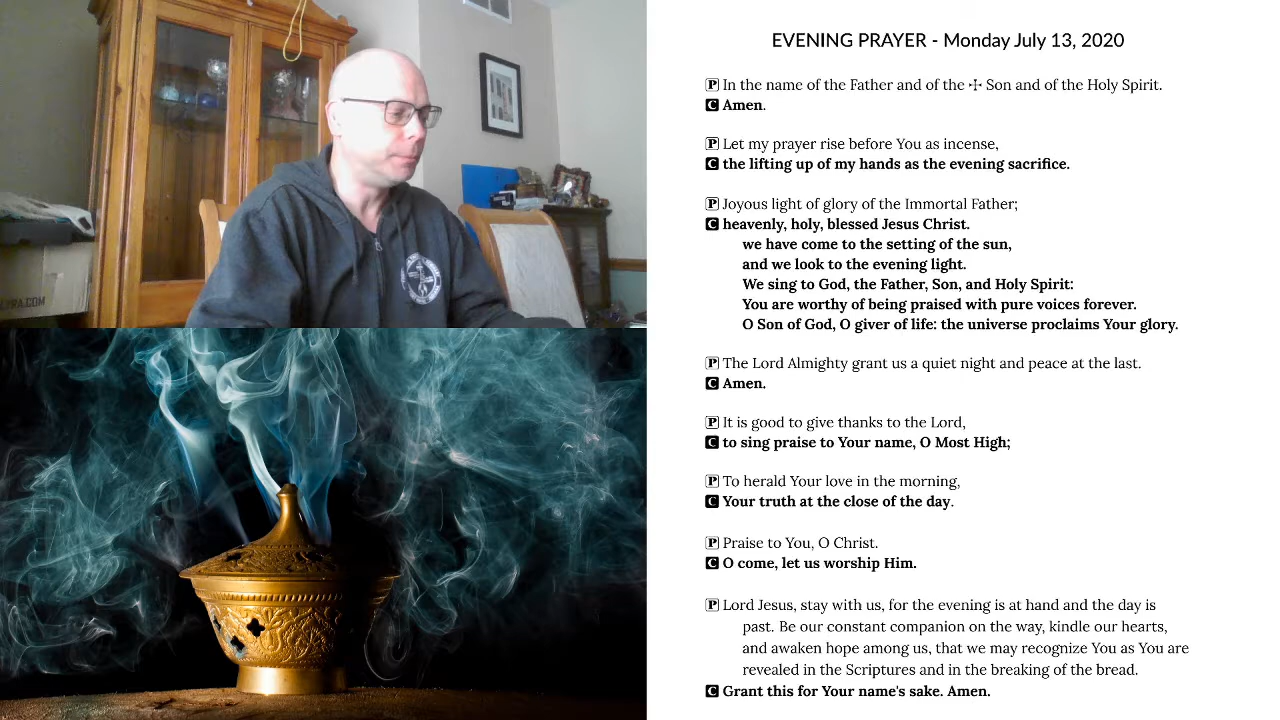 EVENING PRAYER - Monday July 13, 2020
P In the name of the Father and of the ☩ Son and of the Holy Spirit.
C Amen.
P Let my prayer rise before You as incense,
C the lifting up of my hands as the evening sacrifice.
P Joyous light of glory of the Immortal Father;
C heavenly, holy, blessed Jesus Christ.
we have come to the setting of the sun,
and we look to the evening light.
We sing to God, the Father, Son, and Holy Spirit:
You are worthy of being praised with pure voices forever.
O Son of God, O giver of life: the universe proclaims Your glory.
P The Lord Almighty grant us a quiet night and peace at the last.
C Amen.
P It is good to give thanks to the Lord,
C to sing praise to Your name, O Most High;
P To herald Your love in the morning,
C Your truth at the close of the day.
P Praise to You, O Christ.
C O come, let us worship Him.
P Lord Jesus, stay with us, for the evening is at hand and the day is
past. Be our constant companion on the way, kindle our hearts,
and awaken hope among us, that we may recognize You as You are
revealed in the Scriptures and in the breaking of the bread.
C Grant this for Your name's sake. Amen.